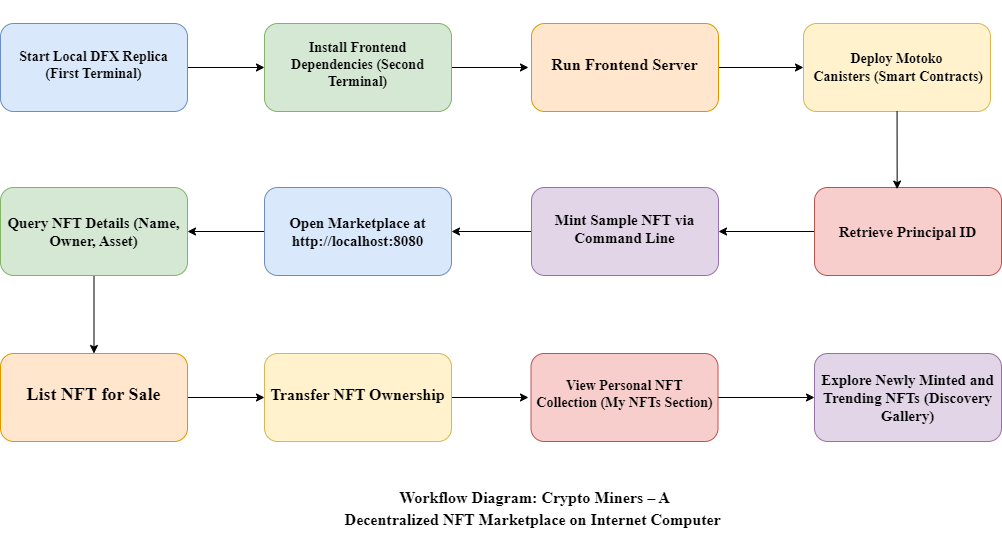 Start Local DFX Replica
(First Terminal)
Install Frontend
Dependencies (Second
Terminal)
Run Frontend Server
Deploy Motoko
Canisters (Smart Contracts)
Query NFT Details (Name,
Owner, Asset)
Open Marketplace at
http://localhost:8080
Mint Sample NFT via
Command Line
Retrieve Principal ID
List NFT for Sale
Transfer NFT Ownership
View Personal NFT
Collection (My NFTs Section)
Explore Newly Minted and
Trending NFTs (Discovery
Gallery)
Workflow Diagram: Crypto Miners – A
Decentralized NFT Marketplace on Internet Computer